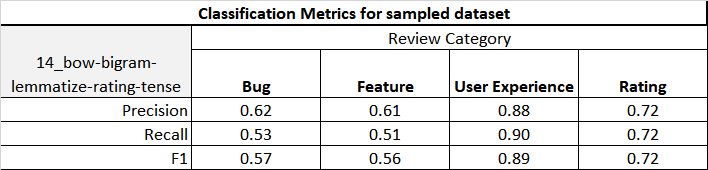 Classification Metrics for sampled dataset
14_bow-bigram-lemmatize-rating-tense
Review Category
Bug Feature User Experience Rating
Precision 0.62 0.61 0.88 0.72
Recall 0.53 0.51 0.90 0.72
F1 0.57 0.56 0.89 0.72